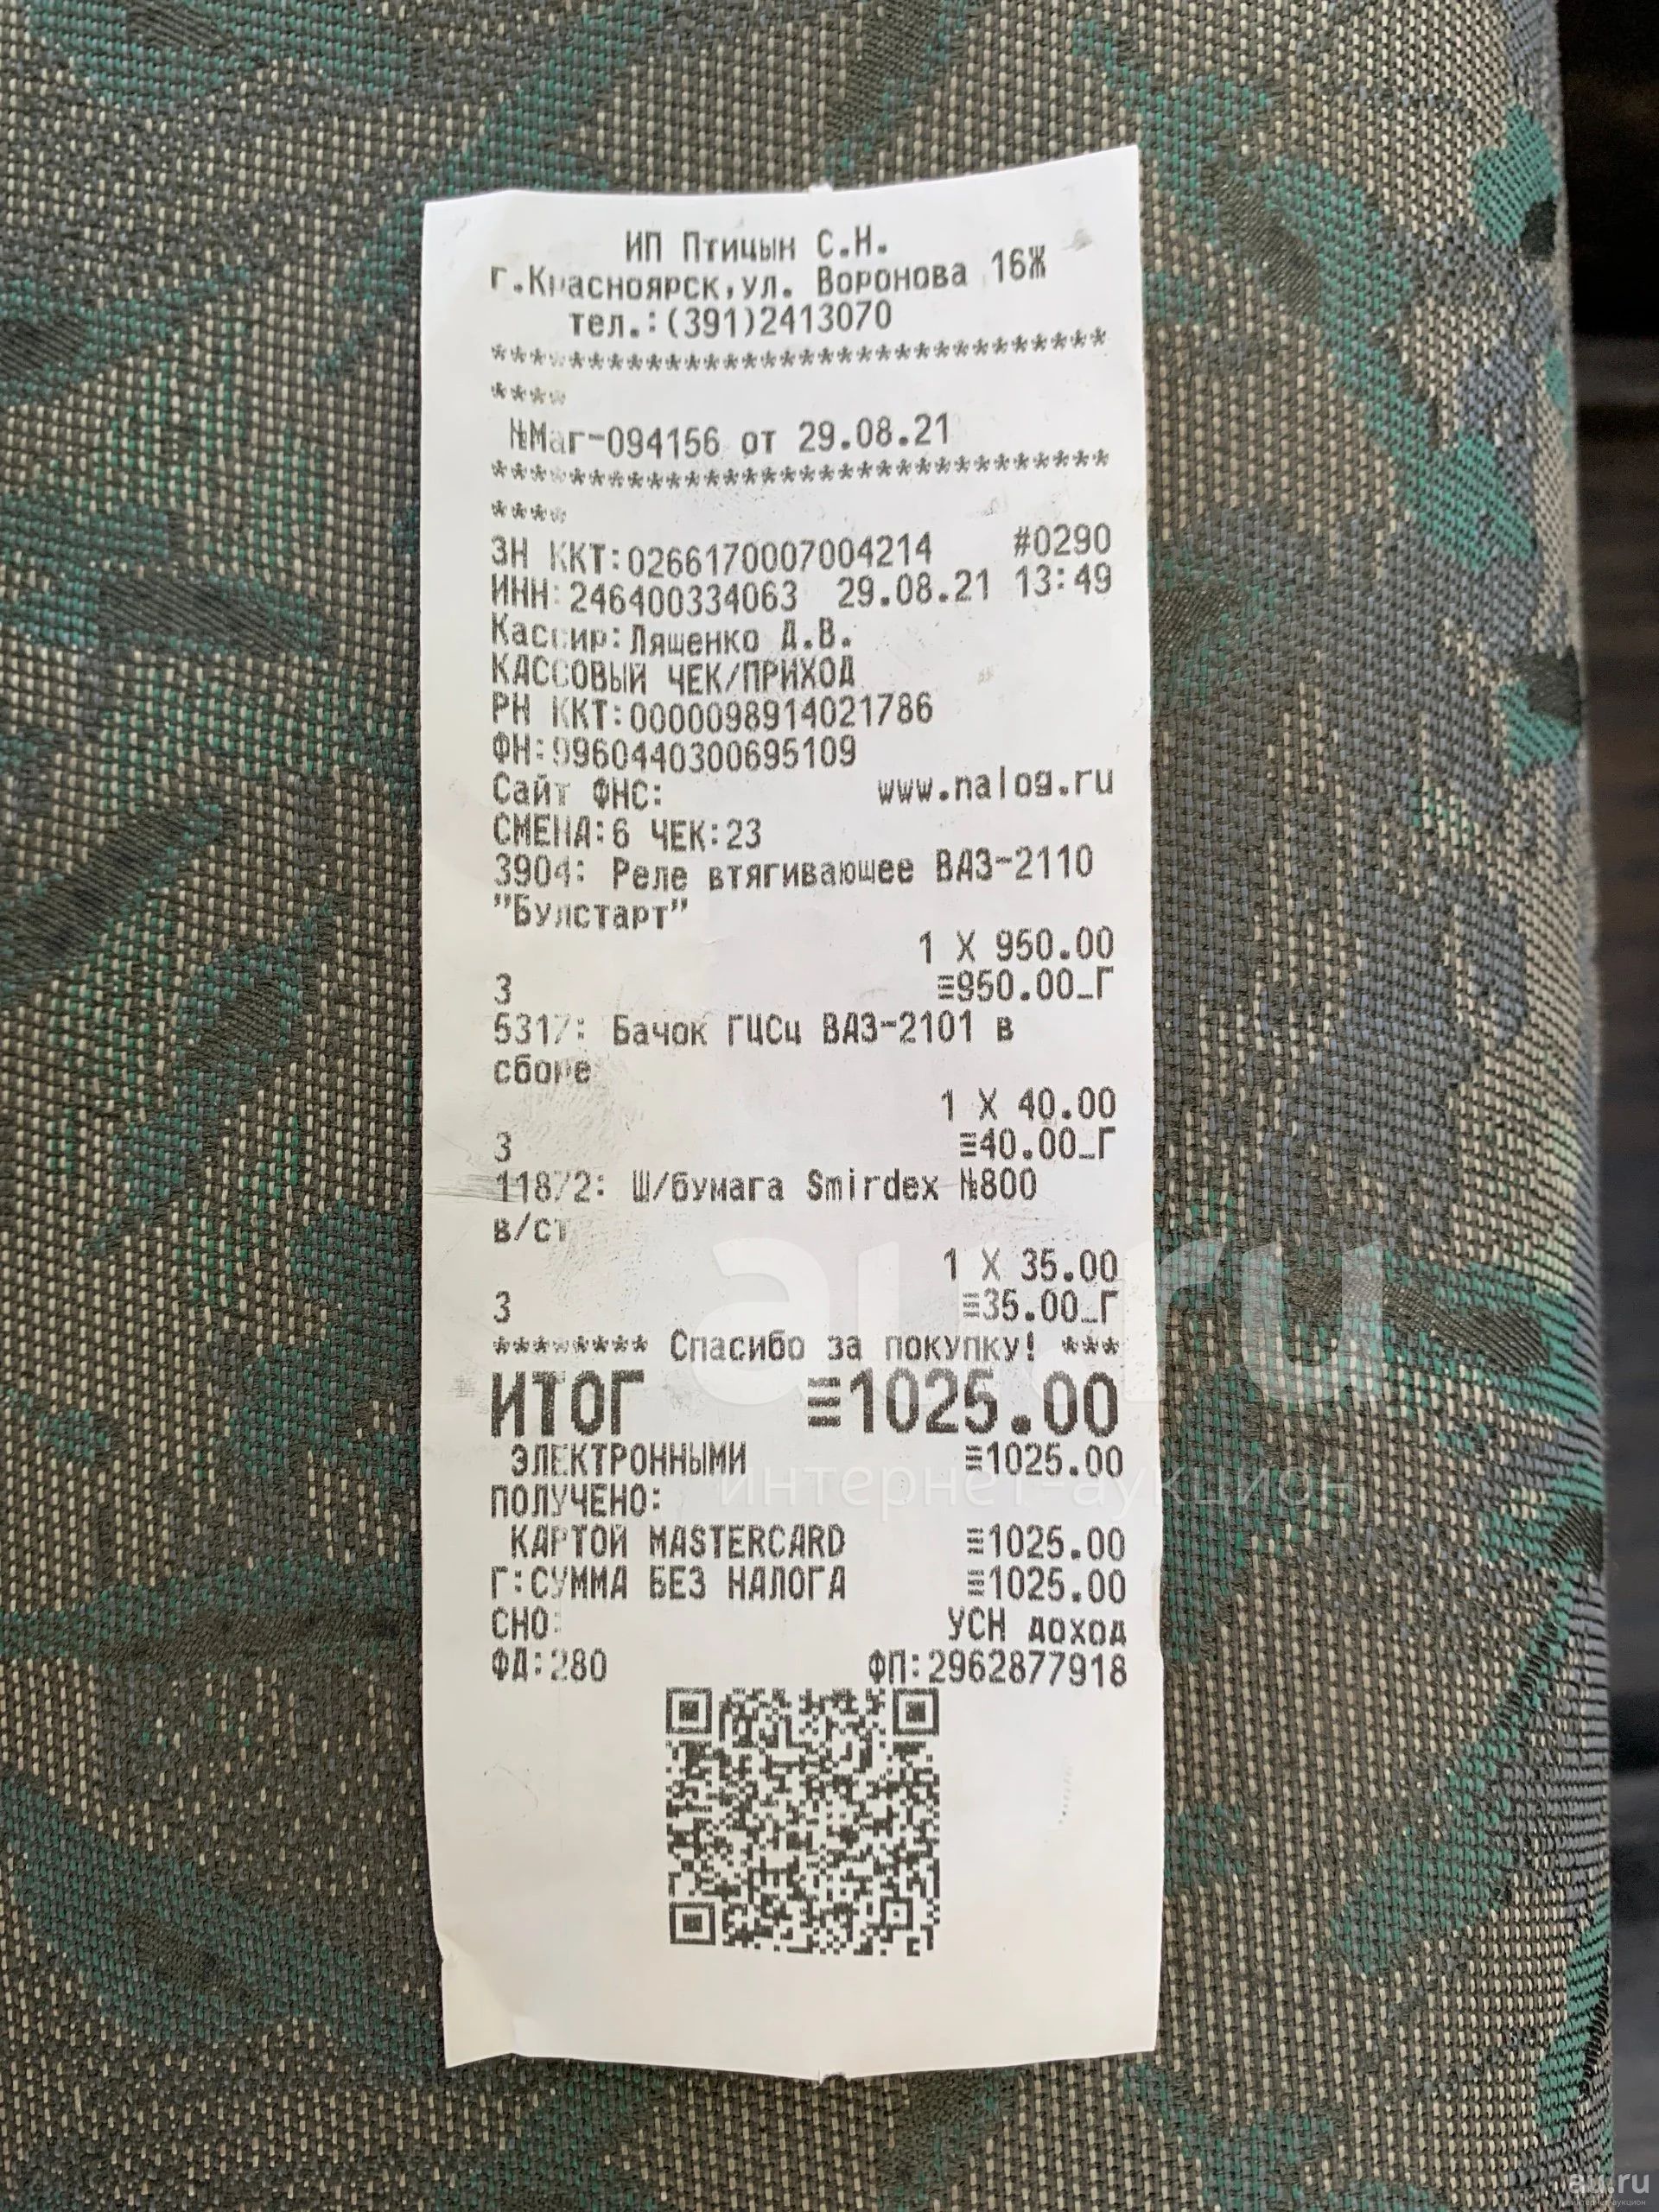 ИП Птицын С.Н.
г.Красноярск,ул. Воронова 16Ж
тел.:(391)2413070
********************************
****
№Маг-094156 от 29.08.21
********************************
****
ЗН ККТ:0266170007004214 #0290
ИНН:246400334063 29.08.21 13:49
Кассир:Лященко Д.В.
КАССОВЫЙ ЧЕК/ПРИХОД
РН ККТ:0000098914021786
ФН:9960440300695109
Сайт ФНС: www.nalog.ru
СМЕНА:6 ЧЕК:23
3904: Реле втягивающее ВАЗ-2110
"Булстарт"
1 X 950.00
3 ≡950.00_Г
5317: Бачок ГЦСц ВАЗ-2101 в
сборе
1 X 40.00
3 ≡40.00_Г
11872: Ш/бумага Smirdex №800
в/ст
1 X 35.00
3 ≡35.00_Г
******** Спасибо за покупку! ***
ИТОГ ≡1025.00
ЭЛЕКТРОННЫМИ ≡1025.00
ПОЛУЧЕНО:
КАРТОЙ MASTERCARD ≡1025.00
Г:СУММА БЕЗ НАЛОГА ≡1025.00
СНО: УСН доход
ФД:280 ФП:2962877918
au.ru
интернет-аукцион
au.ru
интернет-аукцион